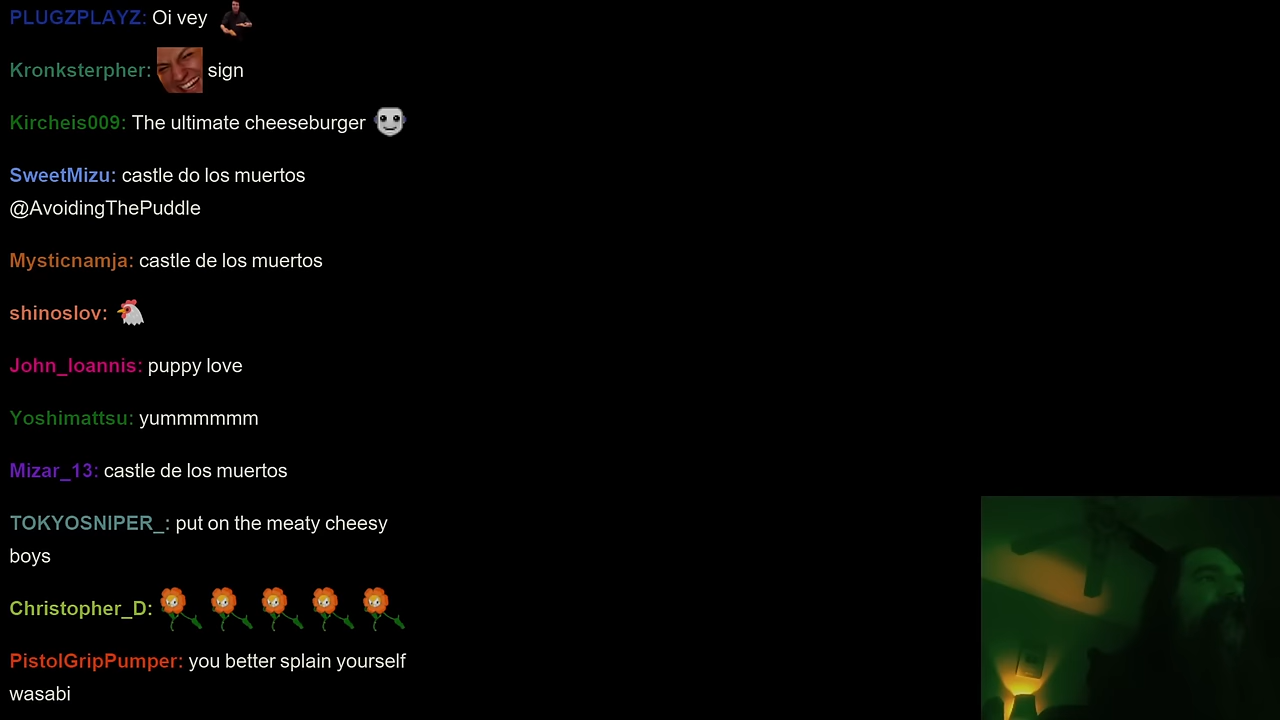 PLUGZPLAYZ: Oi vey
Kronksterpher: sign
Kircheis009: The ultimate cheeseburger
SweetMizu: castle do los muertos
@AvoidingThePuddle
Mysticnamja: castle de los muertos
shinoslov:
John_Ioannis: puppy love
Yoshimattsu: yummmmmm
Mizar_13: castle de los muertos
TOKYOSNIPER_: put on the meaty cheesy
boys
Christopher_D:
PistolGripPumper: you better splain yourself
wasabi